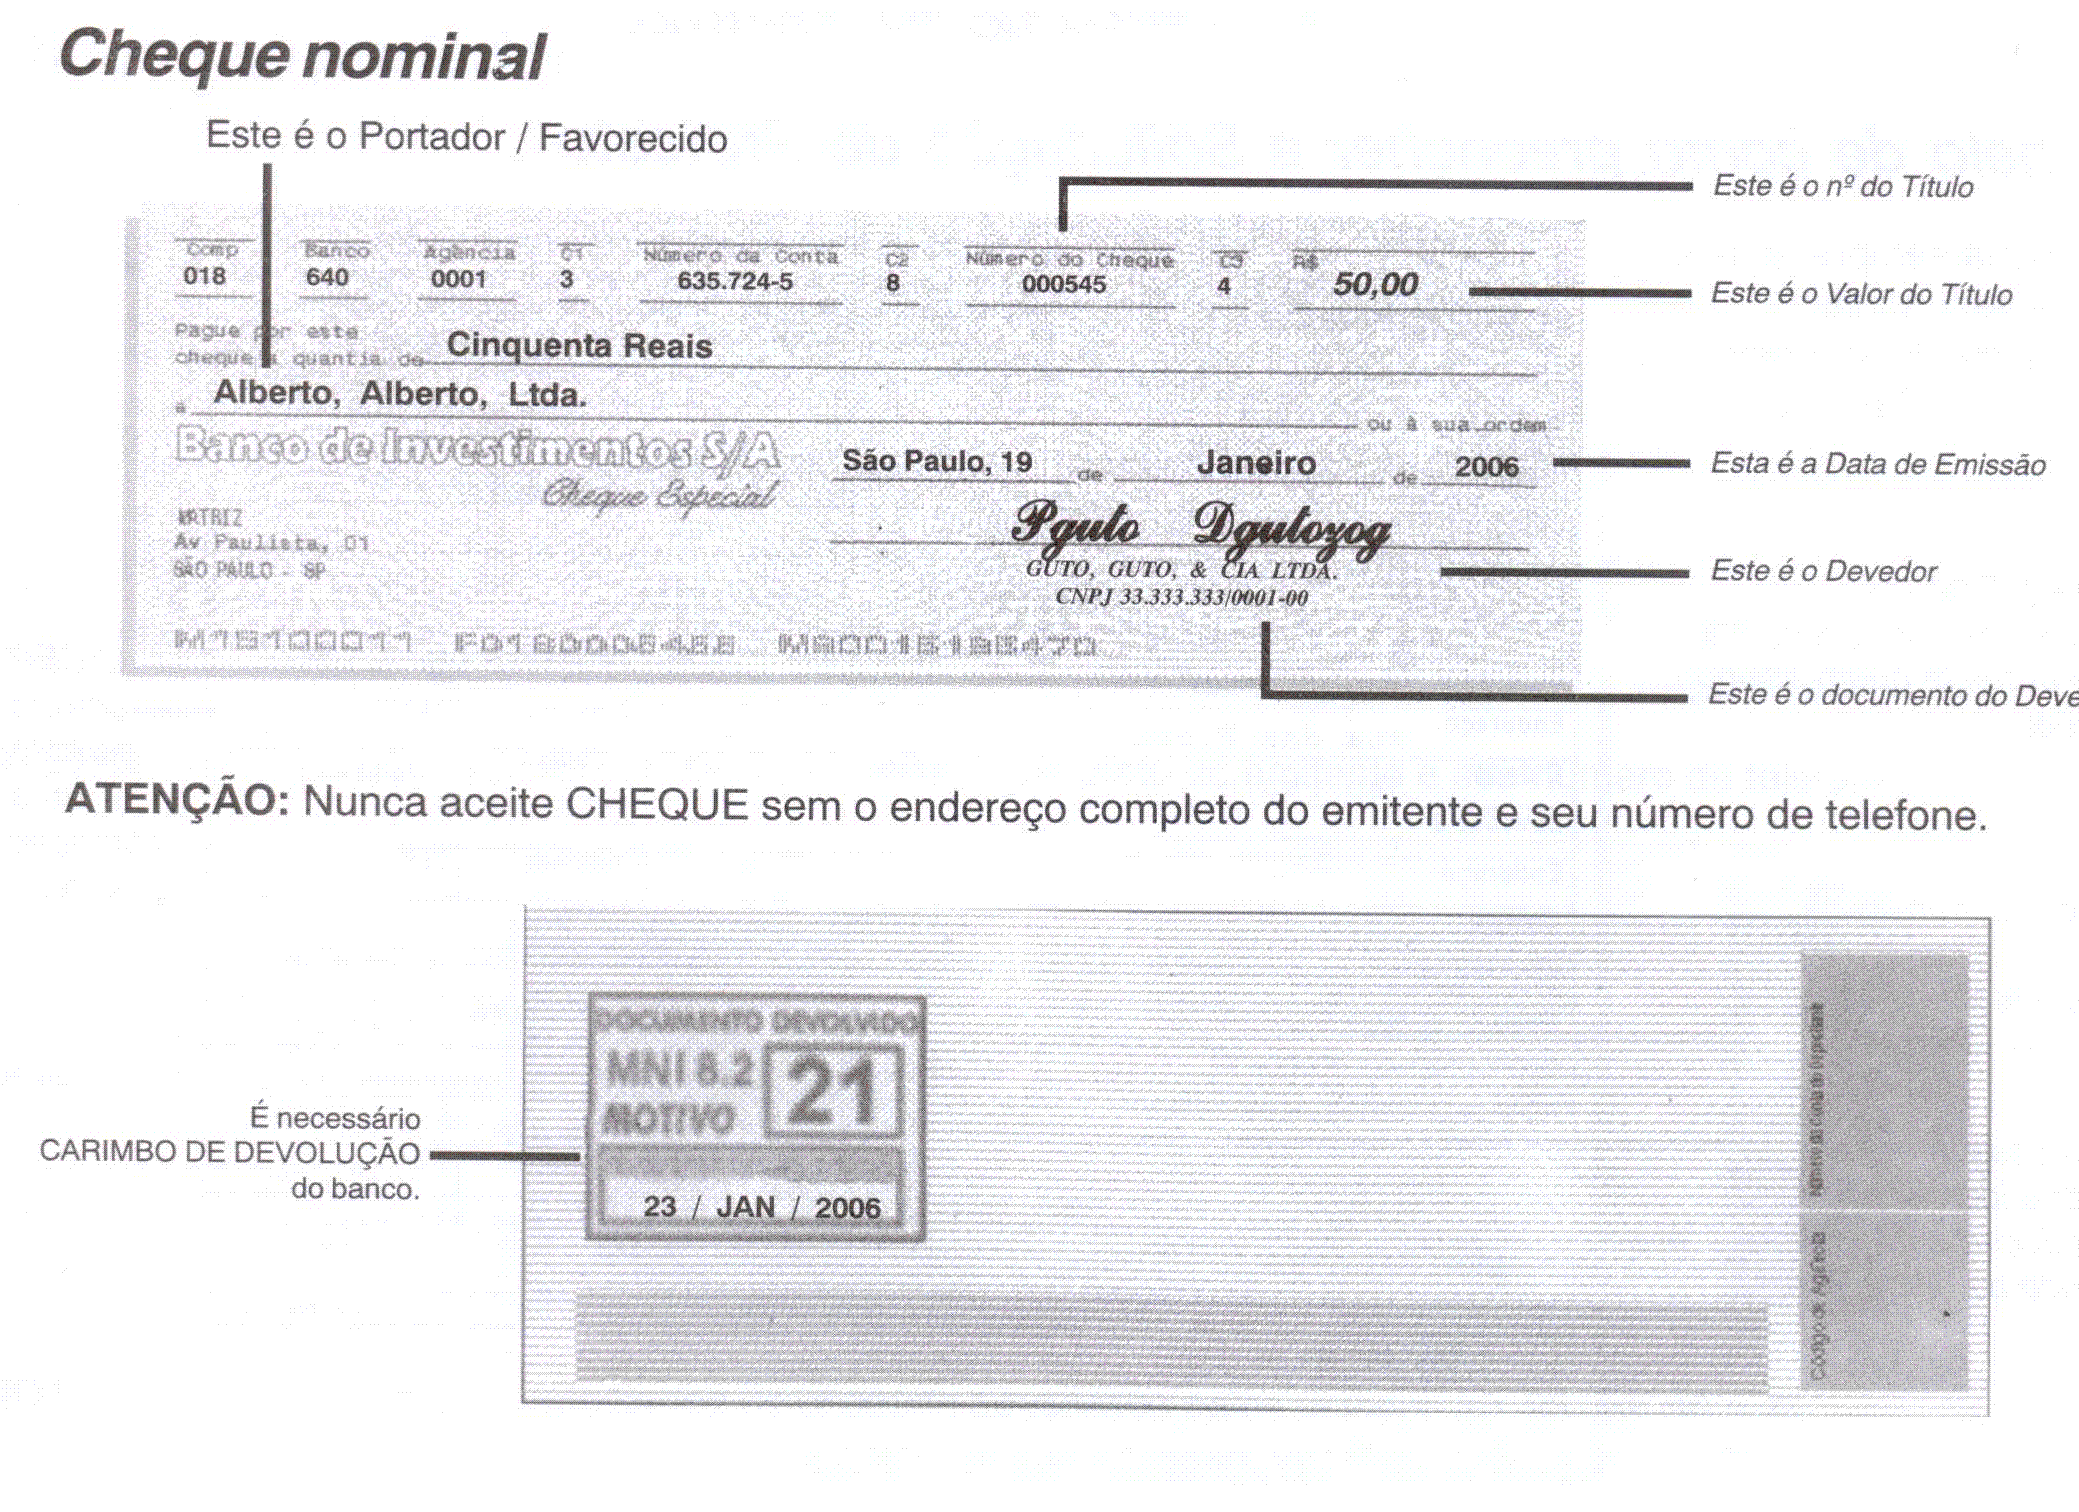 Cheque nominal
Este é o Portador / Favorecido
Este é o nº do Título
Comp Banco Agência C1 Número da Conta C2 Número do Cheque C3 R$
018 640 0001 3 635.724-5 8 000545 4 50,00
Este é o Valor do Título
Pague por este
cheque a quantia de Cinquenta Reais
a Alberto, Alberto, Ltda.
ou à sua ordem
Banco de Investimentos S/A
São Paulo, 19 de Janeiro de 2006
Esta é a Data de Emissão
Cheque Especial
MATRIZ
Av Paulista, 01
SÃO PAULO - SP
Pguto Dgutozog
GUTO, GUTO, & CIA LTDA.
CNPJ 33.333.333/0001-00
Este é o Devedor
Este é o documento do Deve
ATENÇÃO: Nunca aceite CHEQUE sem o endereço completo do emitente e seu número de telefone.
DOCUMENTO DEVOLVIDO
MNI 8.2 21
MOTIVO
23 / JAN / 2006
É necessário
CARIMBO DE DEVOLUÇÃO
do banco.